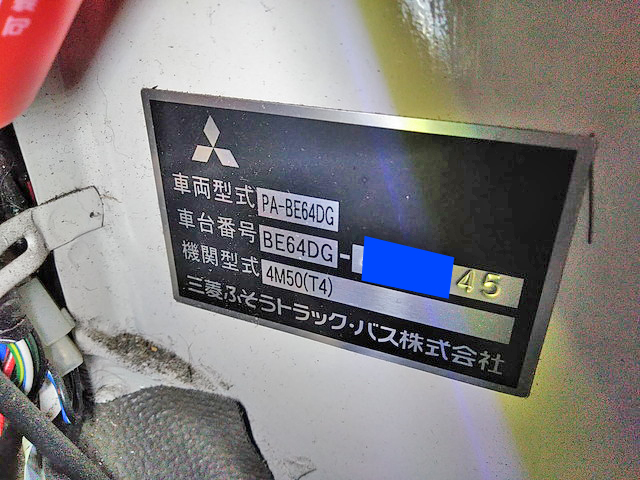 車両型式 PA-BE64DG
車台番号 BE64DG- 45
機関型式 4M50(T4)
三菱ふそうトラック・バス株式会社